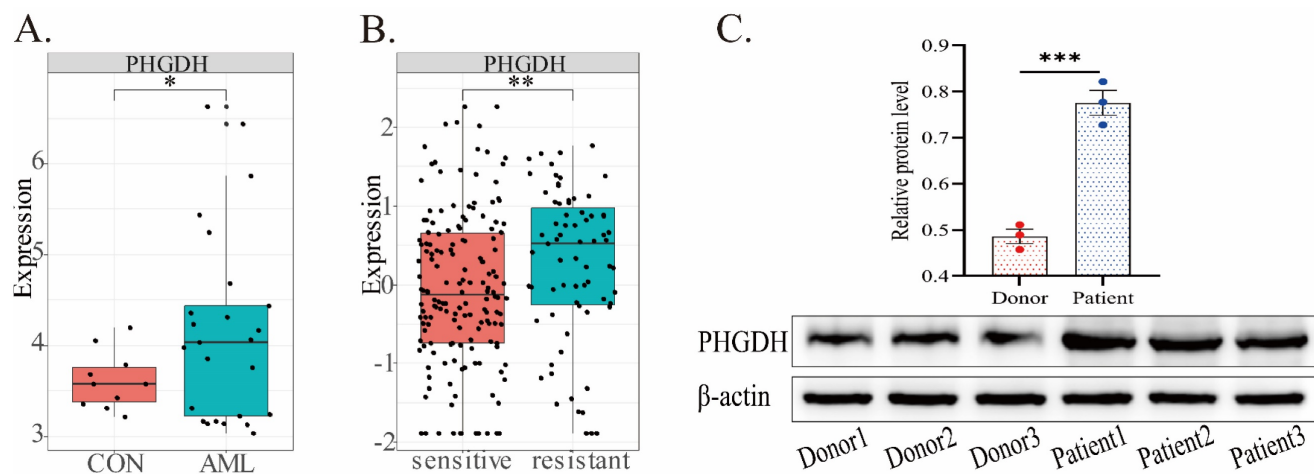 A.
PHGDH
*
Expression
6
5
4
3
CON AML
B.
PHGDH
**
Expression
2
1
0
-1
-2
sensitive resistant
C.
***
Relative protein level
0.9
0.8
0.7
0.6
0.5
0.4
Donor Patient
PHGDH
β-actin
Donor1 Donor2 Donor3 Patient1 Patient2 Patient3